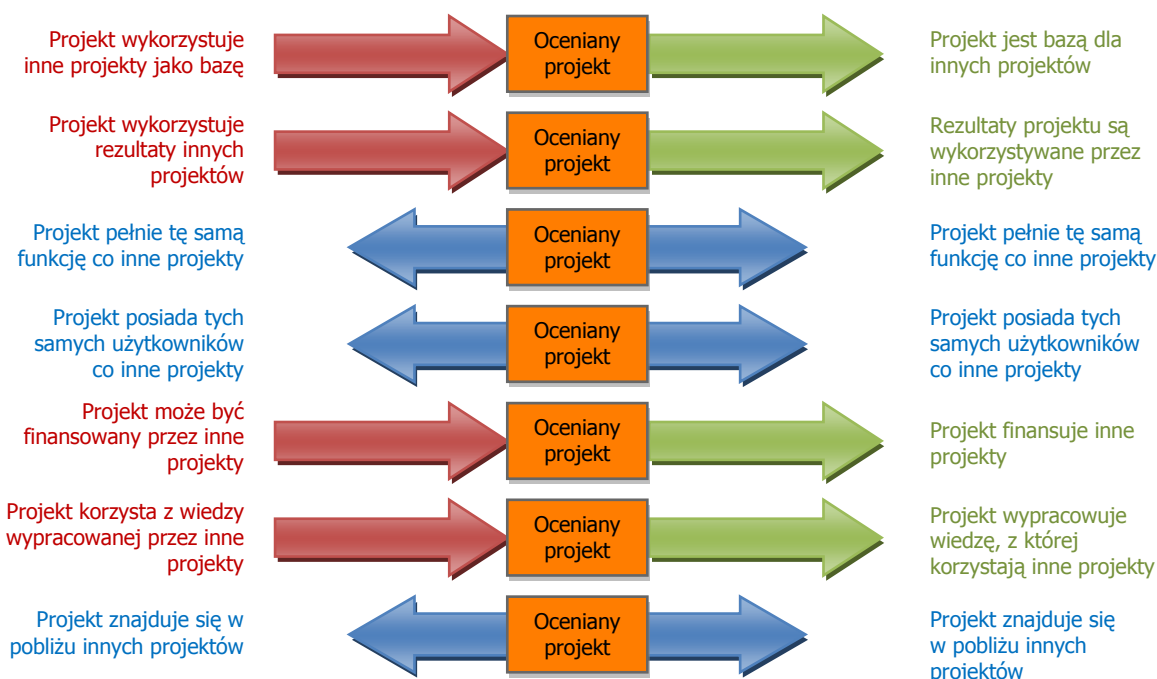 Projekt wykorzystuje
inne projekty jako bazę
Oceniany
projekt
Projekt jest bazą dla
innych projektów
Projekt wykorzystuje
rezultaty innych
projektów
Oceniany
projekt
Rezultaty projektu są
wykorzystywane przez
inne projekty
Projekt pełnie tę samą
funkcję co inne projekty
Oceniany
projekt
Projekt pełnie tę samą
funkcję co inne projekty
Projekt posiada tych
samych użytkowników
co inne projekty
Oceniany
projekt
Projekt posiada tych
samych użytkowników
co inne projekty
Projekt może być
finansowany przez inne
projekty
Oceniany
projekt
Projekt finansuje inne
projekty
Projekt korzysta z wiedzy
wypracowanej przez inne
projekty
Oceniany
projekt
Projekt wypracowuje
wiedzę, z której
korzystają inne projekty
Projekt znajduje się w
pobliżu innych projektów
Oceniany
projekt
Projekt znajduje się
w pobliżu innych
projektów